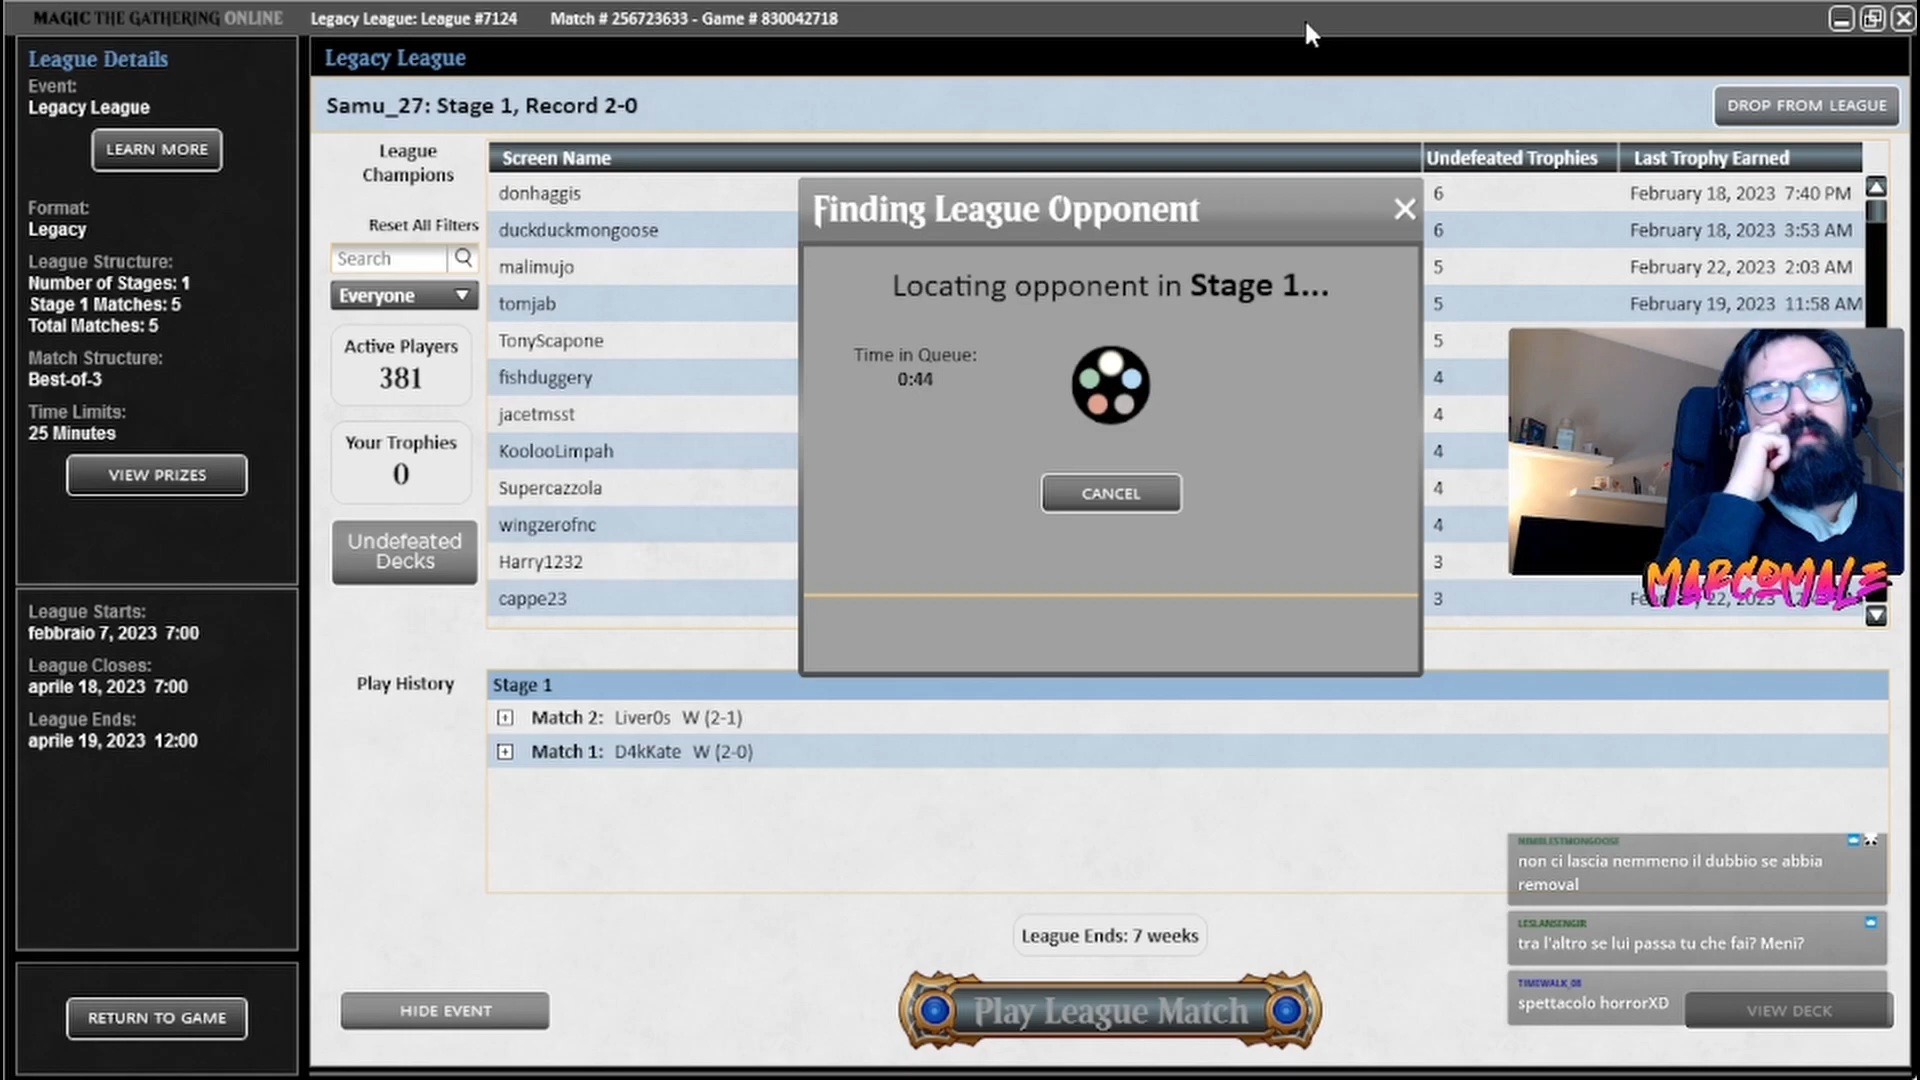 MAGIC THE GATHERING ONLINE
Legacy League: League #7124
Match # 256723633 - Game # 830042718
League Details
Event:
Legacy League
LEARN MORE
Format:
Legacy
League Structure:
Number of Stages: 1
Stage 1 Matches: 5
Total Matches: 5
Match Structure:
Best-of-3
Time Limits:
25 Minutes
VIEW PRIZES
League Starts:
febbraio 7, 2023 7:00
League Closes:
aprile 18, 2023 7:00
League Ends:
aprile 19, 2023 12:00
RETURN TO GAME
Legacy League
Samu_27: Stage 1, Record 2-0
DROP FROM LEAGUE
League
Champions
Reset All Filters
Search
Everyone
Active Players
381
Your Trophies
0
Undefeated
Decks
Screen Name
Undefeated Trophies
Last Trophy Earned
donhaggis
6
February 18, 2023 7:40 PM
duckduckmongoose
6
February 18, 2023 3:53 AM
malimujo
5
February 22, 2023 2:03 AM
tomjab
5
February 19, 2023 11:58 AM
TonyScapone
5
fishduggery
4
jacetmsst
4
KoolooLimpah
4
Supercazzola
4
wingzerofnc
4
Harry1232
3
cappe23
3
22, 2023
MARCOMALE
Finding League Opponent
Locating opponent in Stage 1...
Time in Queue:
0:44
CANCEL
Play History
Stage 1
Match 2: Liver0s W (2-1)
Match 1: D4kKate W (2-0)
League Ends: 7 weeks
HIDE EVENT
Play League Match
NIMBLESTMONGOOSE
non ci lascia nemmeno il dubbio se abbia
removal
LESLANSENGIR
tra l'altro se lui passa tu che fai? Meni?
TIMEWALK_08
spettacolo horrorXD
VIEW DECK